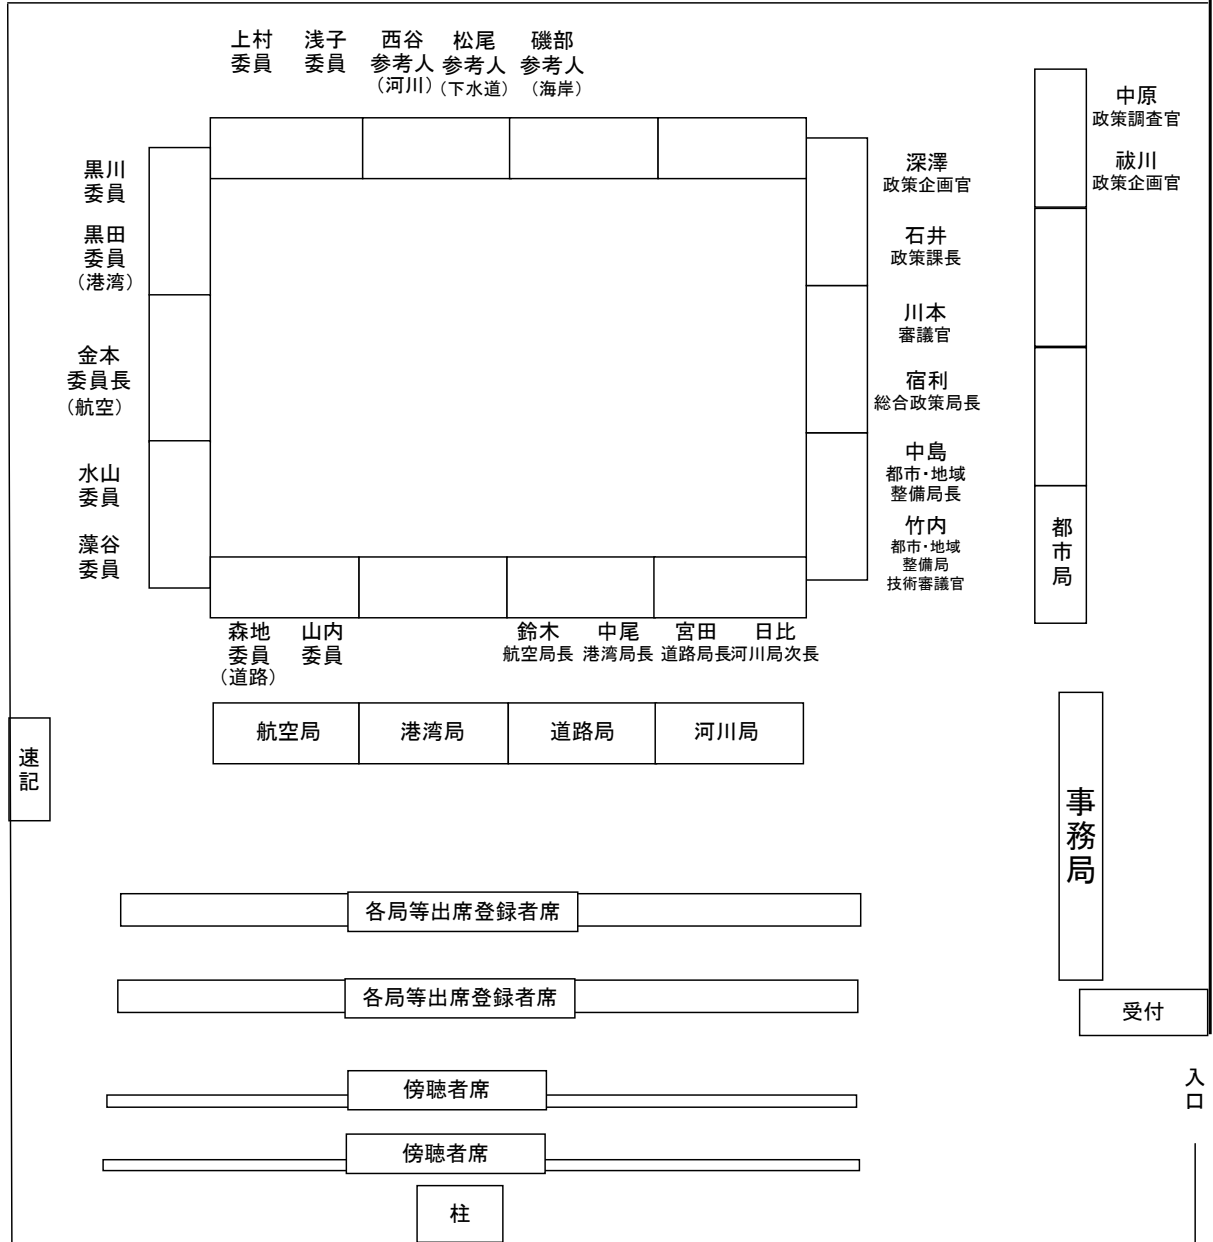 上村
委員
浅子
委員
西谷
参考人
（河川）
松尾
参考人
（下水道）
磯部
参考人
（海岸）
中原
政策調査官
祓川
政策企画官
黒川
委員
黒田
委員
（港湾）
金本
委員長
（航空）
水山
委員
藻谷
委員
深澤
政策企画官
石井
政策課長
川本
審議官
宿利
総合政策局長
中島
都市・地域
整備局長
竹内
都市・地域
整備局
技術審議官
都市局
森地
委員
（道路）
山内
委員
鈴木
航空局長
中尾
港湾局長
宮田
道路局長
日比
河川局次長
航空局
港湾局
道路局
河川局
速記
事務局
各局等出席登録者席
各局等出席登録者席
受付
入口
傍聴者席
傍聴者席
柱